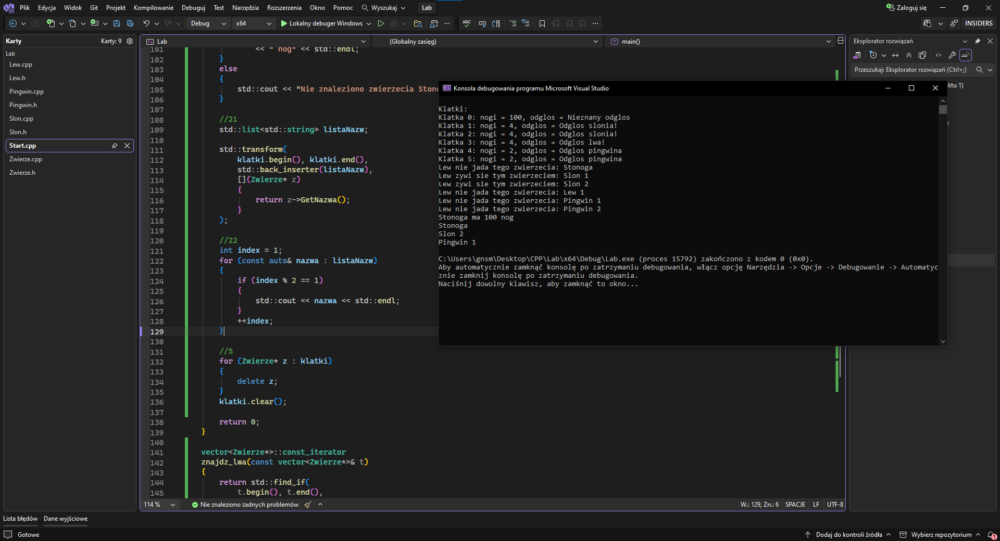 Plik Edycja Widok Git Projekt Kompilowanie Debuguj Test Narzędzia Rozszerzenia Okno Pomoc Wyszukaj Lab Zaloguj się
Debug x64 Lokalny debuger Windows ABC INSIDERS
Karty Karty: 9
Lab
Lew.cpp
Lew.h
Pingwin.cpp
Pingwin.h
Slon.cpp
Slon.h
Start.cpp
Zwierze.cpp
Zwierze.h
Lab (Globalny zasięg) main()
101 << " nog" << std::endl;
102 }
103 else
104 {
105 std::cout << "Nie znaleziono zwierzecia Stono
106 }
107
108 //21
109 std::list<std::string> listaNazw;
110
111 std::transform(
112 klatki.begin(), klatki.end(),
113 std::back_inserter(listaNazw),
114 [](Zwierze* z)
115 {
116 return z->GetNazwa();
117 }
118 );
119
120 //22
121 int index = 1;
122 for (const auto& nazwa : listaNazw)
123 {
124 if (index % 2 == 1)
125 {
126 std::cout << nazwa << std::endl;
127 }
128 ++index;
129 }
130
131 //5
132 for (Zwierze* z : klatki)
133 {
134 delete z;
135 }
136 klatki.clear();
137
138 return 0;
139 }
140
141 vector<Zwierze*>::const_iterator
142 znajdz_lwa(const vector<Zwierze*>& t)
143 {
144 return std::find_if(
145 t.begin(), t.end(),
Konsola debugowania programu Microsoft Visual Studio
Klatki:
Klatka 0: nogi = 100, odglos = Nieznany odglos
Klatka 1: nogi = 4, odglos = Odglos slonia!
Klatka 2: nogi = 4, odglos = Odglos slonia!
Klatka 3: nogi = 4, odglos = Odglos lwa!
Klatka 4: nogi = 2, odglos = Odglos pingwina
Klatka 5: nogi = 2, odglos = Odglos pingwina
Lew nie jada tego zwierzecia: Stonoga
Lew zywi sie tym zwierzeciem: Slon 1
Lew zywi sie tym zwierzeciem: Slon 2
Lew nie jada tego zwierzecia: Lew 1
Lew nie jada tego zwierzecia: Pingwin 1
Lew nie jada tego zwierzecia: Pingwin 2
Stonoga ma 100 nog
Stonoga
Slon 2
Pingwin 1
C:\Users\gnsm\Desktop\CPP\Lab\x64\Debug\Lab.exe (proces 15792) zakończono z kodem 0 (0x0).
Aby automatycznie zamknąć konsolę po zatrzymaniu debugowania, włącz opcję Narzędzia -> Opcje -> Debugowanie -> Automatyc
znie zamknij konsolę po zatrzymaniu debugowania.
Naciśnij dowolny klawisz, aby zamknąć to okno...
Eksplorator rozwiązań
Przeszukaj: Eksplorator rozwiązań (Ctrl+;)
ktu 1)
114 % Nie znaleziono żadnych problemów W.: 129, Zn.: 6 SPACJE LF UTF-8
Lista błędów Dane wyjściowe
Gotowe Dodaj do kontroli źródła Wybierz repozytorium 1